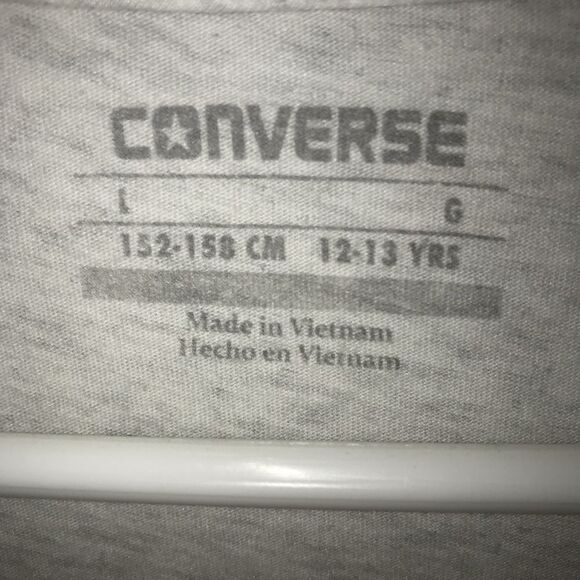 CONVERSE
L G
152-158 CM 12-13 YRS
Made in Vietnam
Hecho en Vietnam